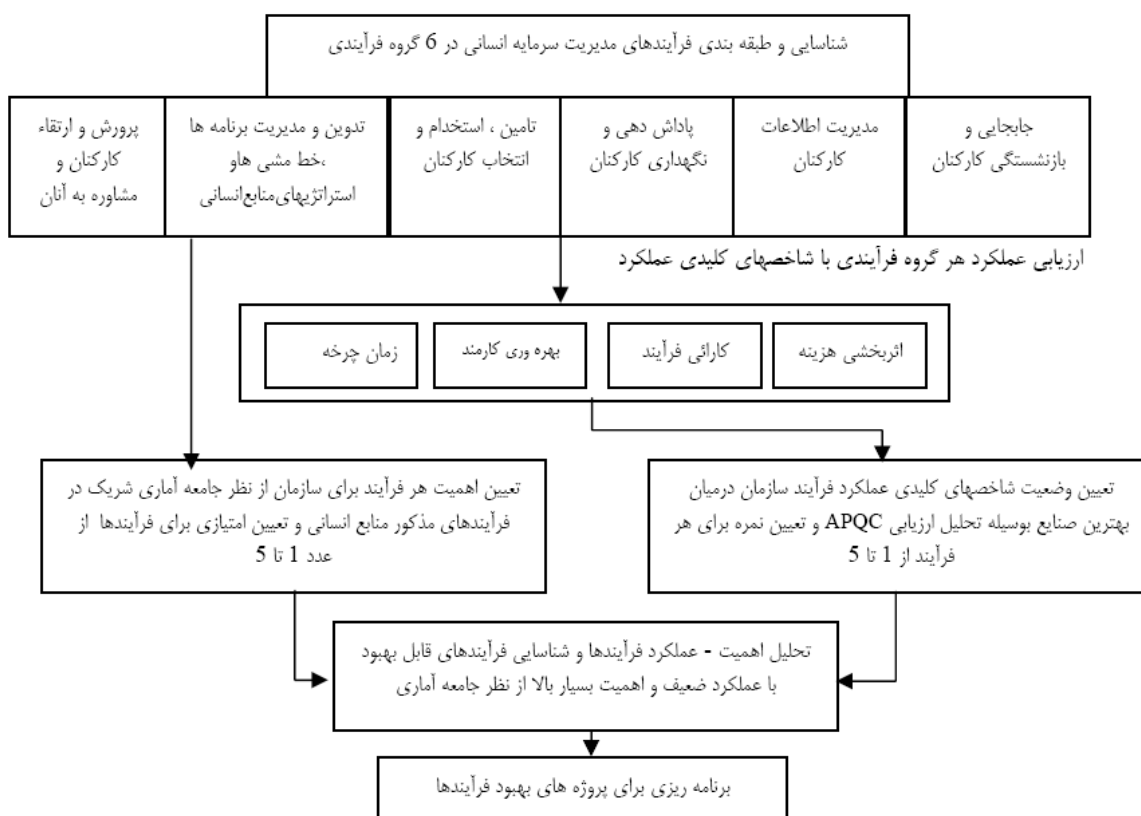 شناسایی و طبقه بندی فرآیندهای مدیریت سرمایه انسانی در 6 گروه فرآیندی
جابجایی و
بازنشستگی کارکنان
مدیریت اطلاعات
کارکنان
پاداش دهی و
نگهداری کارکنان
تامین ، استخدام و
انتخاب کارکنان
تدوین و مدیریت برنامه ها
،خط مشی هاو
استراتژیهای‌منابع‌انسانی
پرورش و ارتقاء
کارکنان و
مشاوره به آنان
ارزیابی عملکرد هر گروه فرآیندی با شاخصهای کلیدی عملکرد
اثربخشی هزینه
کارائی فرآیند
بهره وری کارمند
زمان چرخه
تعیین وضعیت شاخصهای کلیدی عملکرد فرآیند سازمان درمیان
بهترین صنایع بوسیله تحلیل ارزیابی APQC و تعیین نمره برای هر
فرآیند از 1 تا 5
تعیین اهمیت هر فرآیند برای سازمان از نظر جامعه آماری شریک در
فرآیندهای مذکور منابع انسانی و تعیین امتیازی برای فرآیندها از
عدد 1 تا 5
تحلیل اهمیت - عملکرد فرآیندها و شناسایی فرآیندهای قابل بهبود
با عملکرد ضعیف و اهمیت بسیار بالا از نظر جامعه آماری
برنامه ریزی برای پروژه های بهبود فرآیندها